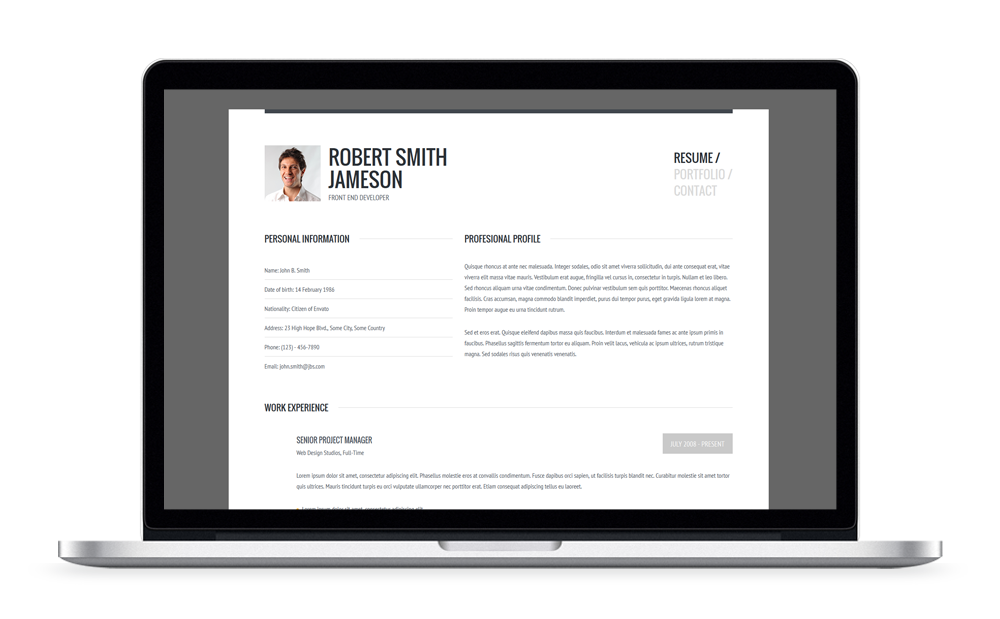 ROBERT SMITH
JAMESON
FRONT END DEVELOPER
RESUME /
PORTFOLIO /
CONTACT
PERSONAL INFORMATION
Name: John B. Smith
Date of birth: 14 February 1986
Nationality: Citizen of Envato
Address: 23 High Hope Blvd., Some City, Some Country
Phone: (123) - 456-7890
Email: john.smith@jbs.com
PROFESIONAL PROFILE
Quisque rhoncus at ante nec malesuada. Integer sodales, odio sit amet viverra sollicitudin, dui ante consequat erat, vitae
viverra elit massa vitae mauris. Vestibulum erat augue, fringilla vel cursus in, consectetur in turpis. Nullam et leo libero.
Sed rhoncus aliquam urna vitae condimentum. Donec pulvinar vestibulum sem quis porttitor. Maecenas rhoncus aliquet
facilisis. Cras accumsan, magna commodo blandit imperdiet, purus dui tempor purus, eget gravida ligula lorem at magna.
Proin tempor augue eu urna tincidunt rutrum.
Sed et eros erat. Quisque eleifend dapibus massa quis faucibus. Interdum et malesuada fames ac ante ipsum primis in
faucibus. Phasellus sagittis fermentum tortor eu aliquam. Proin velit lacus, vehicula ac ipsum ultrices, rutrum tristique
magna. Sed sodales risus quis venenatis venenatis.
WORK EXPERIENCE
SENIOR PROJECT MANAGER
Web Design Studios, Full-Time
JULY 2008 - PRESENT
Lorem ipsum dolor sit amet, consectetur adipiscing elit. Phasellus molestie eros at convallis condimentum. Fusce dapibus orci sapien, ut facilisis turpis blandit nec. Curabitur molestie sit amet tortor
quis ultrices. Mauris tincidunt turpis eu orci vulputate ullamcorper nec porttitor erat. Etiam consequat adipiscing tellus eu laoreet.
Lorem ipsum dolor sit amet, consectetur adipiscing elit.